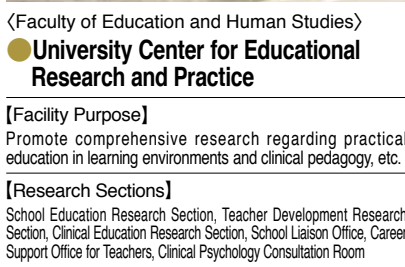 〈Faculty of Education and Human Studies〉
●University Center for Educational
Research and Practice
【Facility Purpose】
Promote comprehensive research regarding practical
education in learning environments and clinical pedagogy, etc.
【Research Sections】
School Education Research Section, Teacher Development Research
Section, Clinical Education Research Section, School Liaison Office, Career
Support Office for Teachers, Clinical Psychology Consultation Room